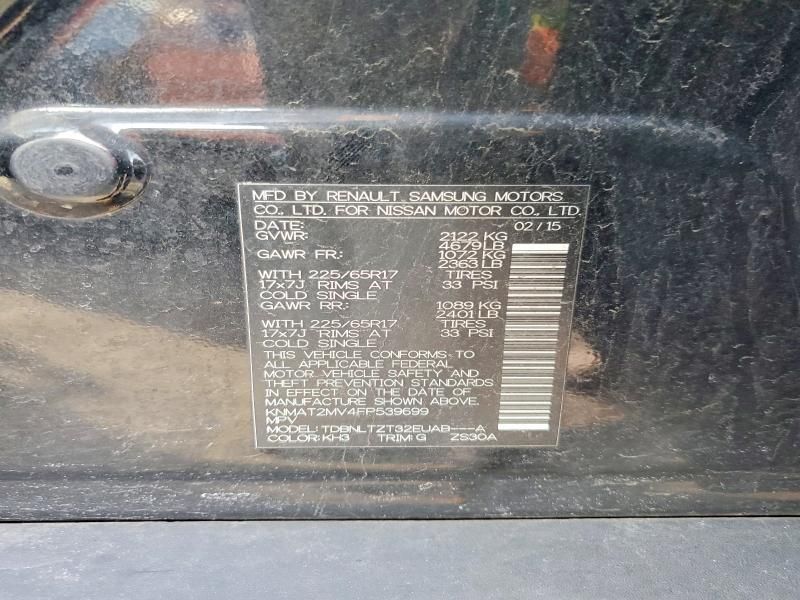 MFD BY RENAULT SAMSUNG MOTORS
CO., LTD. FOR NISSAN MOTOR CO., LTD.
DATE: 02/15
GVWR: 2122 KG
4679LB
GAWR FR: 1072 KG
2363 LB
WITH 225/65R17 TIRES
17x7J RIMS AT 33 PSI
COLD SINGLE
GAWR RR: 1089 KG
2401 LB
WITH 225/65R17 TIRES
17x7J RIMS AT 33 PSI
COLD SINGLE
THIS VEHICLE CONFORMS TO
ALL APPLICABLE FEDERAL
MOTOR VEHICLE SAFETY AND
THEFT PREVENTION STANDARDS
IN EFFECT ON THE DATE OF
MANUFACTURE SHOWN ABOVE.
KNMAT2MV4FP539699
MPV
MODEL: TDBNLTZT32EUAB---A
COLOR: KH3 TRIM: G ZS30A